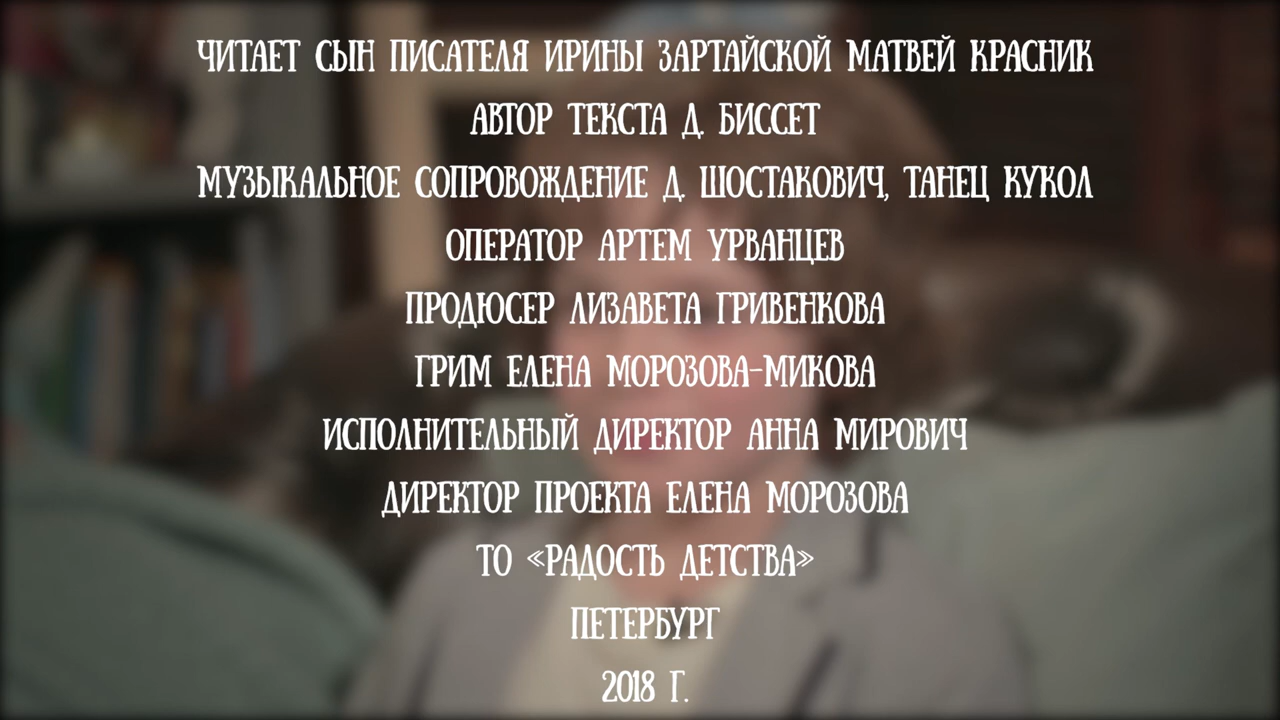 ЧИТАЕТ СЫН ПИСАТЕЛЯ ИРИНЫ ЗАРТАЙСКОЙ МАТВЕЙ КРАСНИК
АВТОР ТЕКСТА Д. БИССЕТ
МУЗЫКАЛЬНОЕ СОПРОВОЖДЕНИЕ Д. ШОСТАКОВИЧ, ТАНЕЦ КУКОЛ
ОПЕРАТОР АРТЕМ УРВАНЦЕВ
ПРОДЮСЕР ЛИЗАВЕТА ГРИВЕНКОВА
ГРИМ ЕЛЕНА МОРОЗОВА-МИКОВА
ИСПОЛНИТЕЛЬНЫЙ ДИРЕКТОР АННА МИРОВИЧ
ДИРЕКТОР ПРОЕКТА ЕЛЕНА МОРОЗОВА
ТО «РАДОСТЬ ДЕТСТВА»
ПЕТЕРБУРГ
2018 Г.